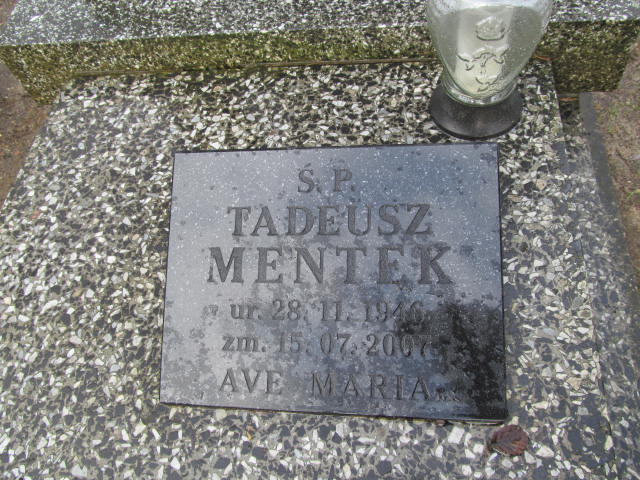 Ś. P.
TADEUSZ
MENTEK
ur. 28. 11. 1946
zm. 15. 07. 2007
AVE MARIA